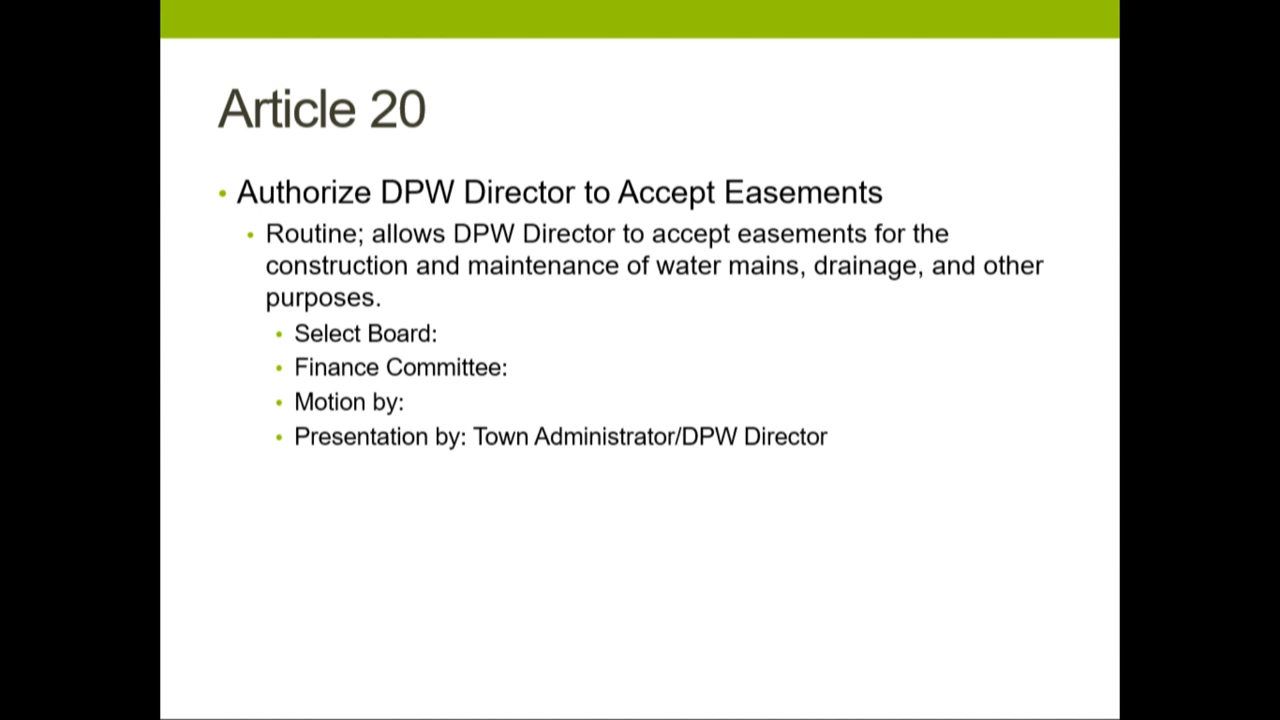 Article 20
• Authorize DPW Director to Accept Easements
• Routine; allows DPW Director to accept easements for the
construction and maintenance of water mains, drainage, and other
purposes.
• Select Board:
• Finance Committee:
• Motion by:
• Presentation by: Town Administrator/DPW Director